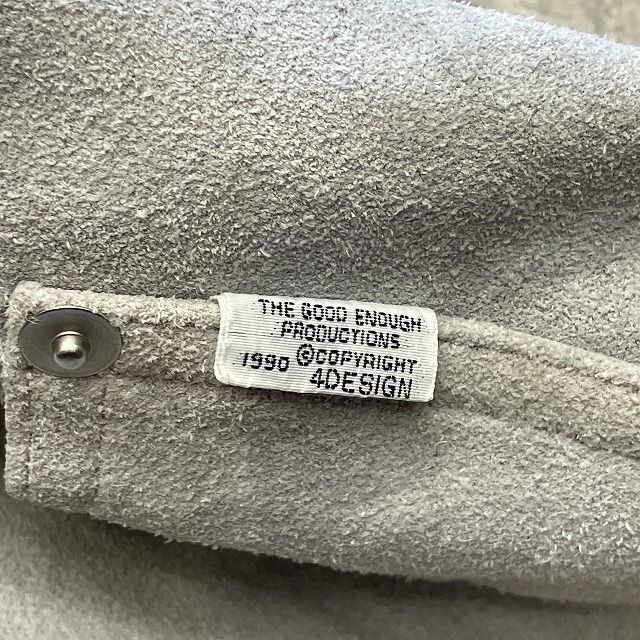 THE GOOD ENOUGH
PRODUCTIONS
1990 ©COPYRIGHT
4DESIGN